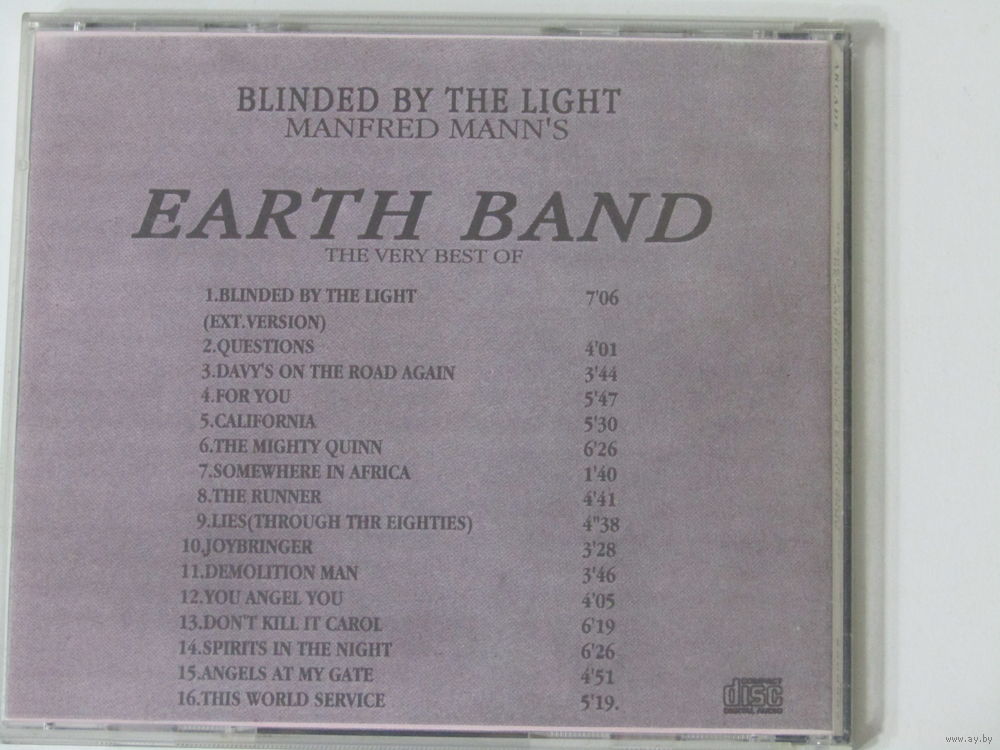 BLINDED BY THE LIGHT
MANFRED MANN'S
EARTH BAND
THE VERY BEST OF
1.BLINDED BY THE LIGHT 7'06
(EXT.VERSION)
2.QUESTIONS 4'01
3.DAVY'S ON THE ROAD AGAIN 3'44
4.FOR YOU 5'47
5.CALIFORNIA 5'30
6.THE MIGHTY QUINN 6'26
7.SOMEWHERE IN AFRICA 1'40
8.THE RUNNER 4'41
9.LIES(THROUGH THR EIGHTIES) 4"38
10.JOYBRINGER 3'28
11.DEMOLITION MAN 3'46
12.YOU ANGEL YOU 4'05
13.DON'T KILL IT CAROL 6'19
14.SPIRITS IN THE NIGHT 6'26
15.ANGELS AT MY GATE 4'51
16.THIS WORLD SERVICE 5'19.
COMPACT
disc
DIGITAL AUDIO
ARCADE
www.ay.by